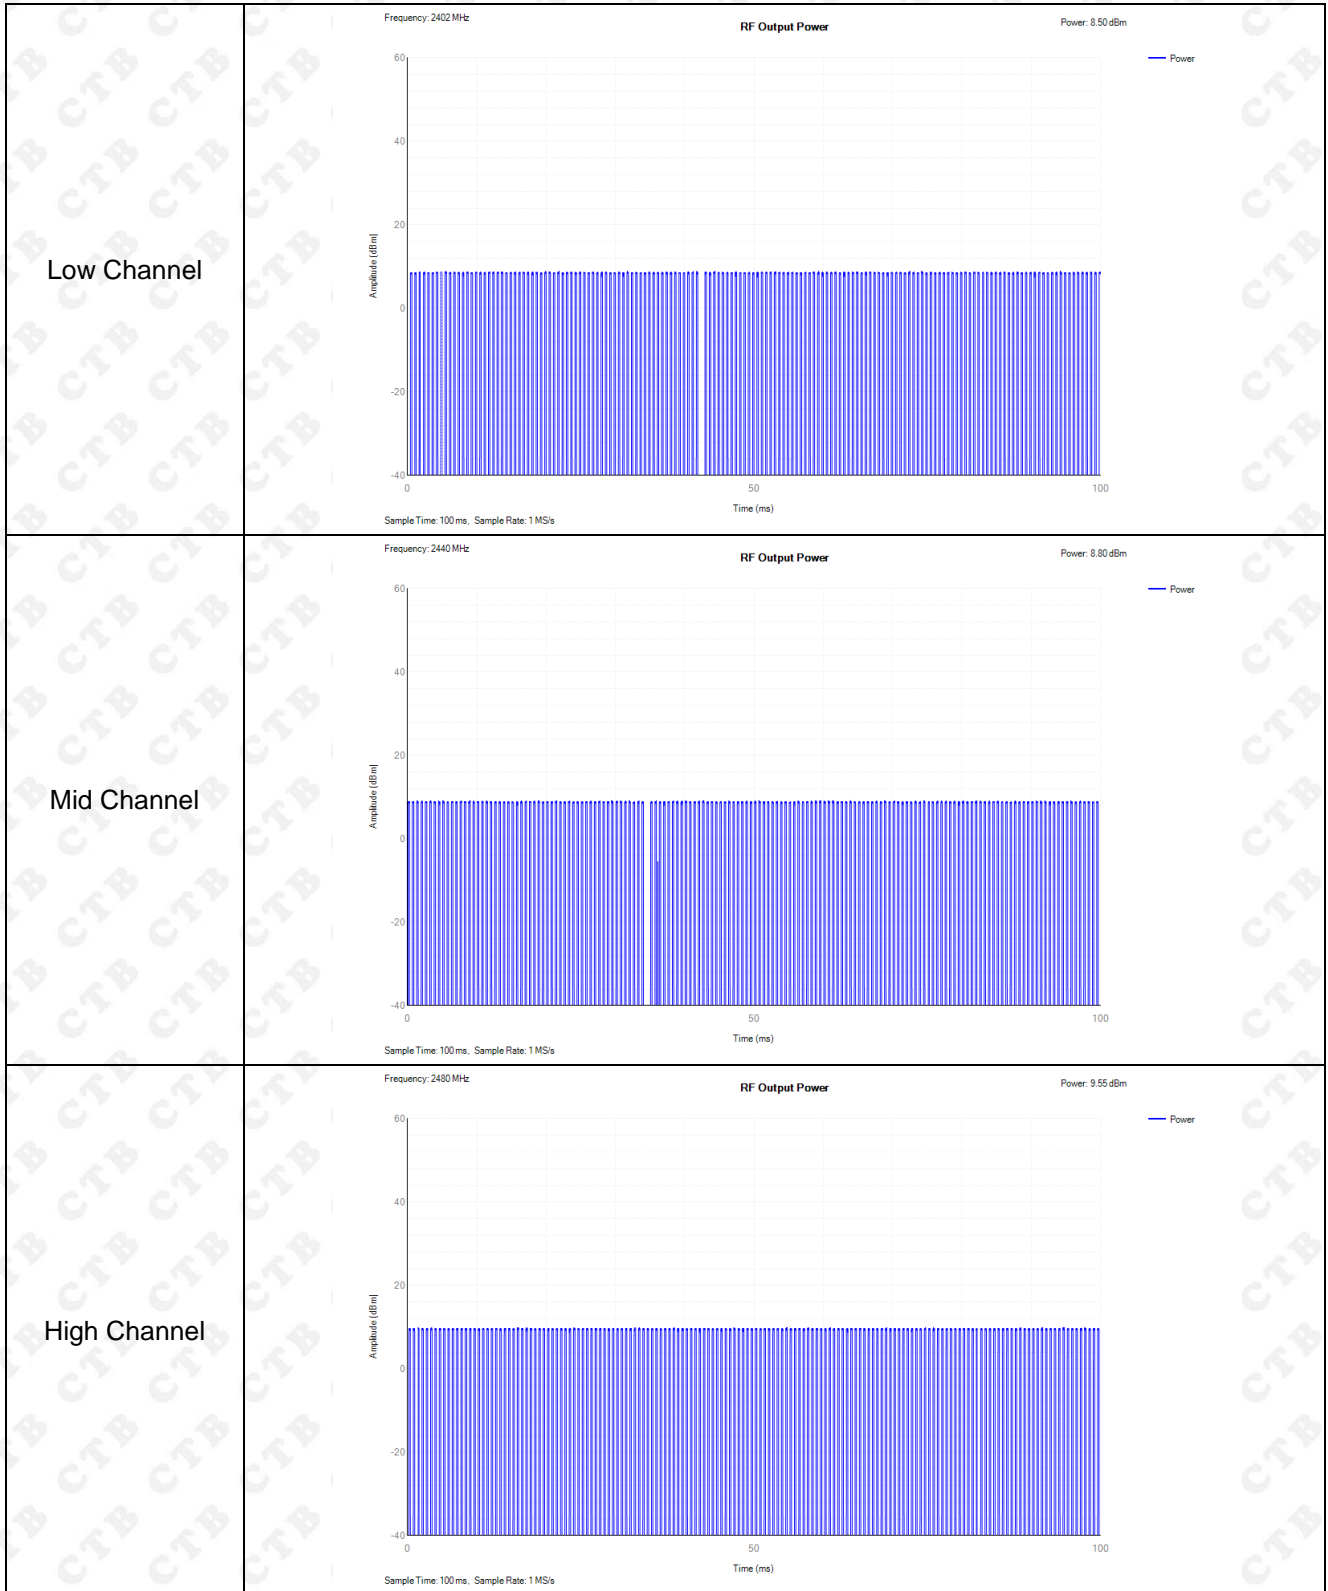 Low Channel
Frequency: 2402 MHz
RF Output Power
Power: 8.50 dBm
Power
60
40
20
0
-20
-40
Amplitude [dBm]
0
50
100
Time (ms)
Sample Time: 100 ms, Sample Rate: 1 MS/s
Mid Channel
Frequency: 2440 MHz
RF Output Power
Power: 8.80 dBm
Power
60
40
20
0
-20
-40
Amplitude [dBm]
0
50
100
Time (ms)
Sample Time: 100 ms, Sample Rate: 1 MS/s
High Channel
Frequency: 2480 MHz
RF Output Power
Power: 9.55 dBm
Power
60
40
20
0
-20
-40
Amplitude [dBm]
0
50
100
Time (ms)
Sample Time: 100 ms, Sample Rate: 1 MS/s
CTB